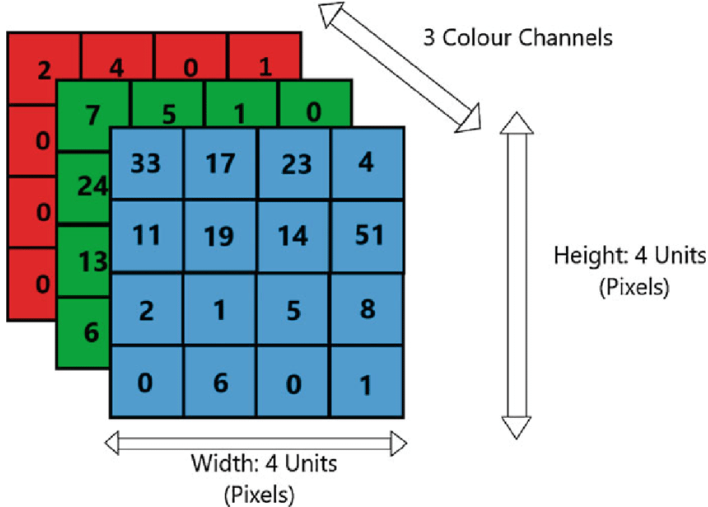 3 Colour Channels
2 4 0 1
0
0
0
7 5 1 0
24
13
6
33 17 23 4
11 19 14 51
2 1 5 8
0 6 0 1
Height: 4 Units
(Pixels)
Width: 4 Units
(Pixels)